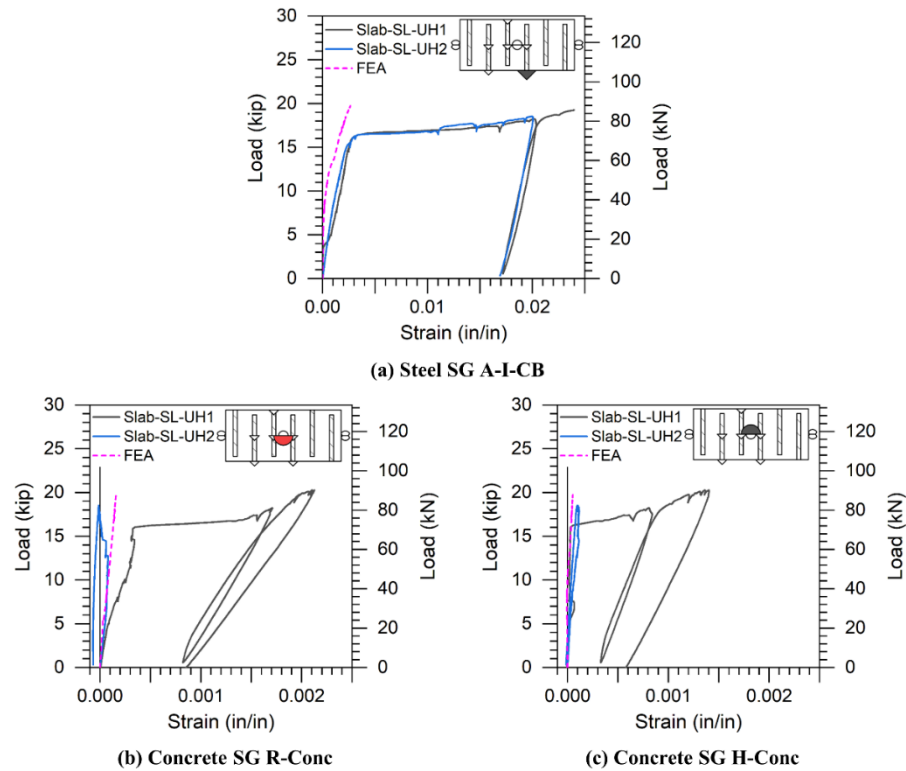 Slab-SL-UH1
Slab-SL-UH2
FEA
30
25
20
15
10
5
0
Load (kip)
120
100
80
60
40
20
0
Load (kN)
0.00
0.01
0.02
Strain (in/in)
(a) Steel SG A-I-CB
Slab-SL-UH1
Slab-SL-UH2
FEA
30
25
20
15
10
5
0
Load (kip)
120
100
80
60
40
20
0
Load (kN)
0.000
0.001
0.002
Strain (in/in)
(b) Concrete SG R-Conc
Slab-SL-UH1
Slab-SL-UH2
FEA
30
25
20
15
10
5
0
Load (kip)
120
100
80
60
40
20
0
Load (kN)
0.000
0.001
0.002
Strain (in/in)
(c) Concrete SG H-Conc